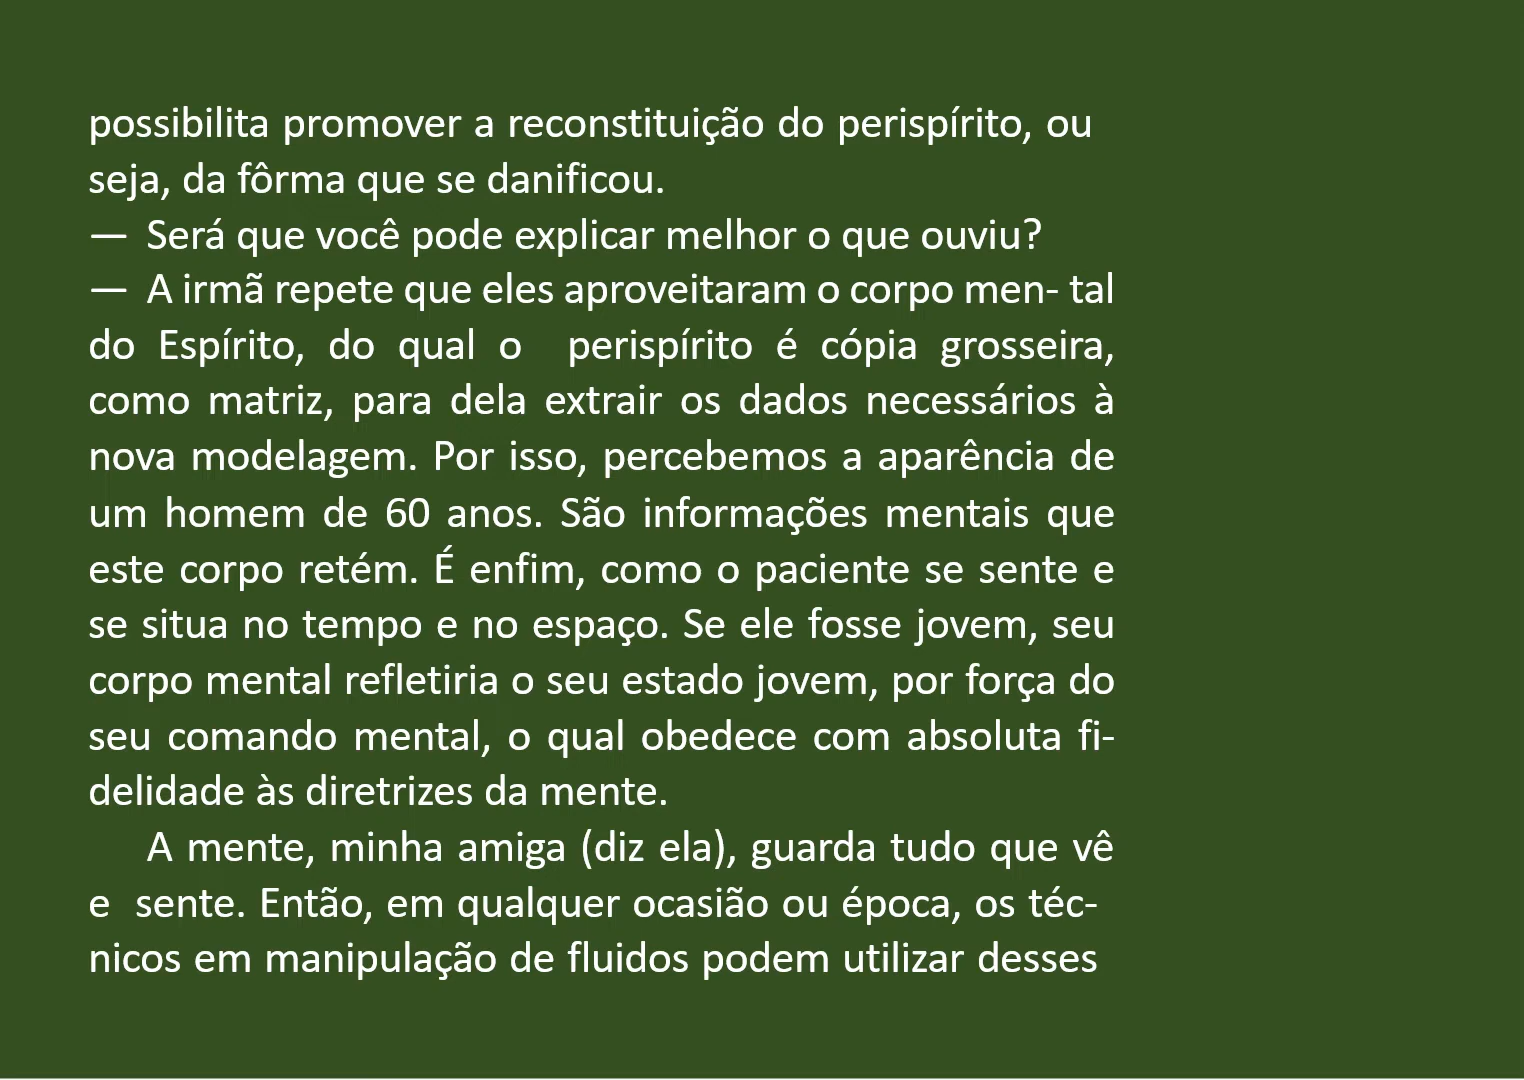 possibilita promover a reconstituição do perispírito, ou
seja, da fôrma que se danificou.
— Será que você pode explicar melhor o que ouviu?
— A irmã repete que eles aproveitaram o corpo men- tal
do Espírito, do qual o perispírito é cópia grosseira,
como matriz, para dela extrair os dados necessários à
nova modelagem. Por isso, percebemos a aparência de
um homem de 60 anos. São informações mentais que
este corpo retém. É enfim, como o paciente se sente e
se situa no tempo e no espaço. Se ele fosse jovem, seu
corpo mental refletiria o seu estado jovem, por força do
seu comando mental, o qual obedece com absoluta fi-
delidade às diretrizes da mente.
A mente, minha amiga (diz ela), guarda tudo que vê
e sente. Então, em qualquer ocasião ou época, os téc-
nicos em manipulação de fluidos podem utilizar desses